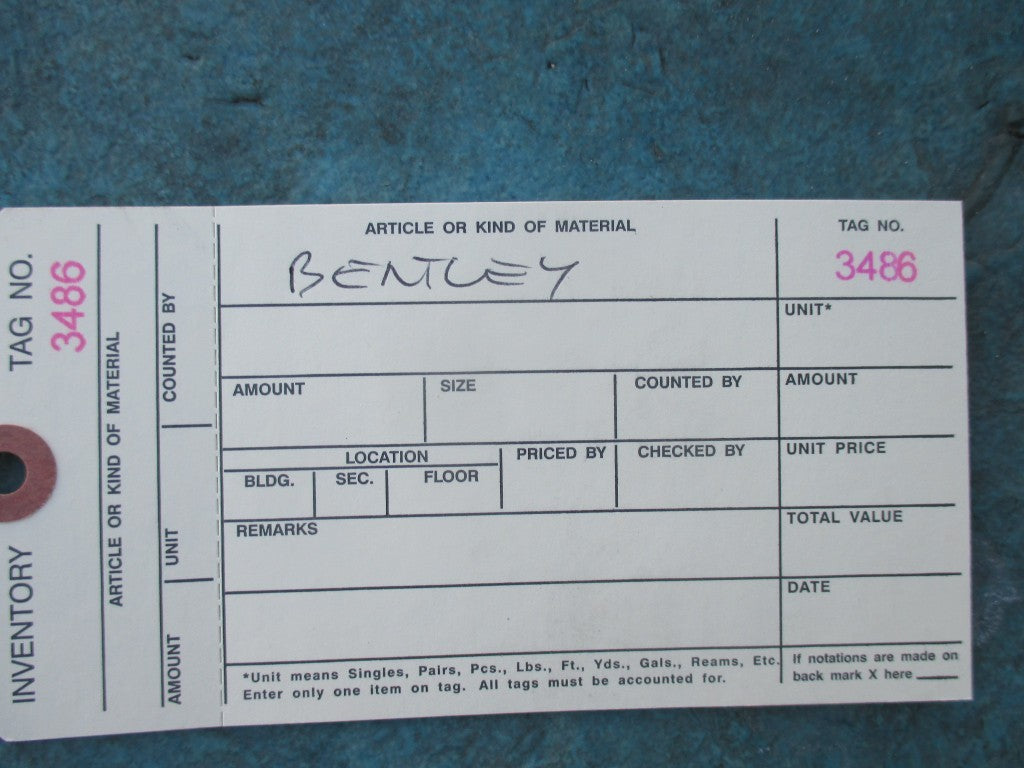 INVENTORY TAG NO. 3486
ARTICLE OR KIND OF MATERIAL
AMOUNT UNIT COUNTED BY
ARTICLE OR KIND OF MATERIAL
BENTLEY
TAG NO.
3486
UNIT*
AMOUNT SIZE COUNTED BY AMOUNT
LOCATION PRICED BY CHECKED BY UNIT PRICE
BLDG. SEC. FLOOR
REMARKS TOTAL VALUE
DATE
*Unit means Singles, Pairs, Pcs., Lbs., Ft., Yds., Gals., Reams, Etc.
Enter only one item on tag. All tags must be accounted for.
If notations are made on
back mark X here